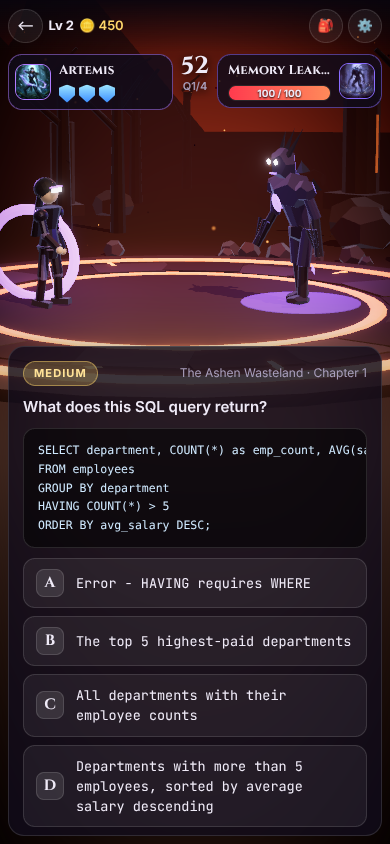 Lv 2 450
ARTEMIS
52
Q1/4
MEMORY LEAK...
100 / 100
MEDIUM
The Ashen Wasteland · Chapter 1
What does this SQL query return?
SELECT department, COUNT(*) as emp_count, AVG(sa
FROM employees
GROUP BY department
HAVING COUNT(*) > 5
ORDER BY avg_salary DESC;
A Error - HAVING requires WHERE
B The top 5 highest-paid departments
C All departments with their
employee counts
D Departments with more than 5
employees, sorted by average
salary descending